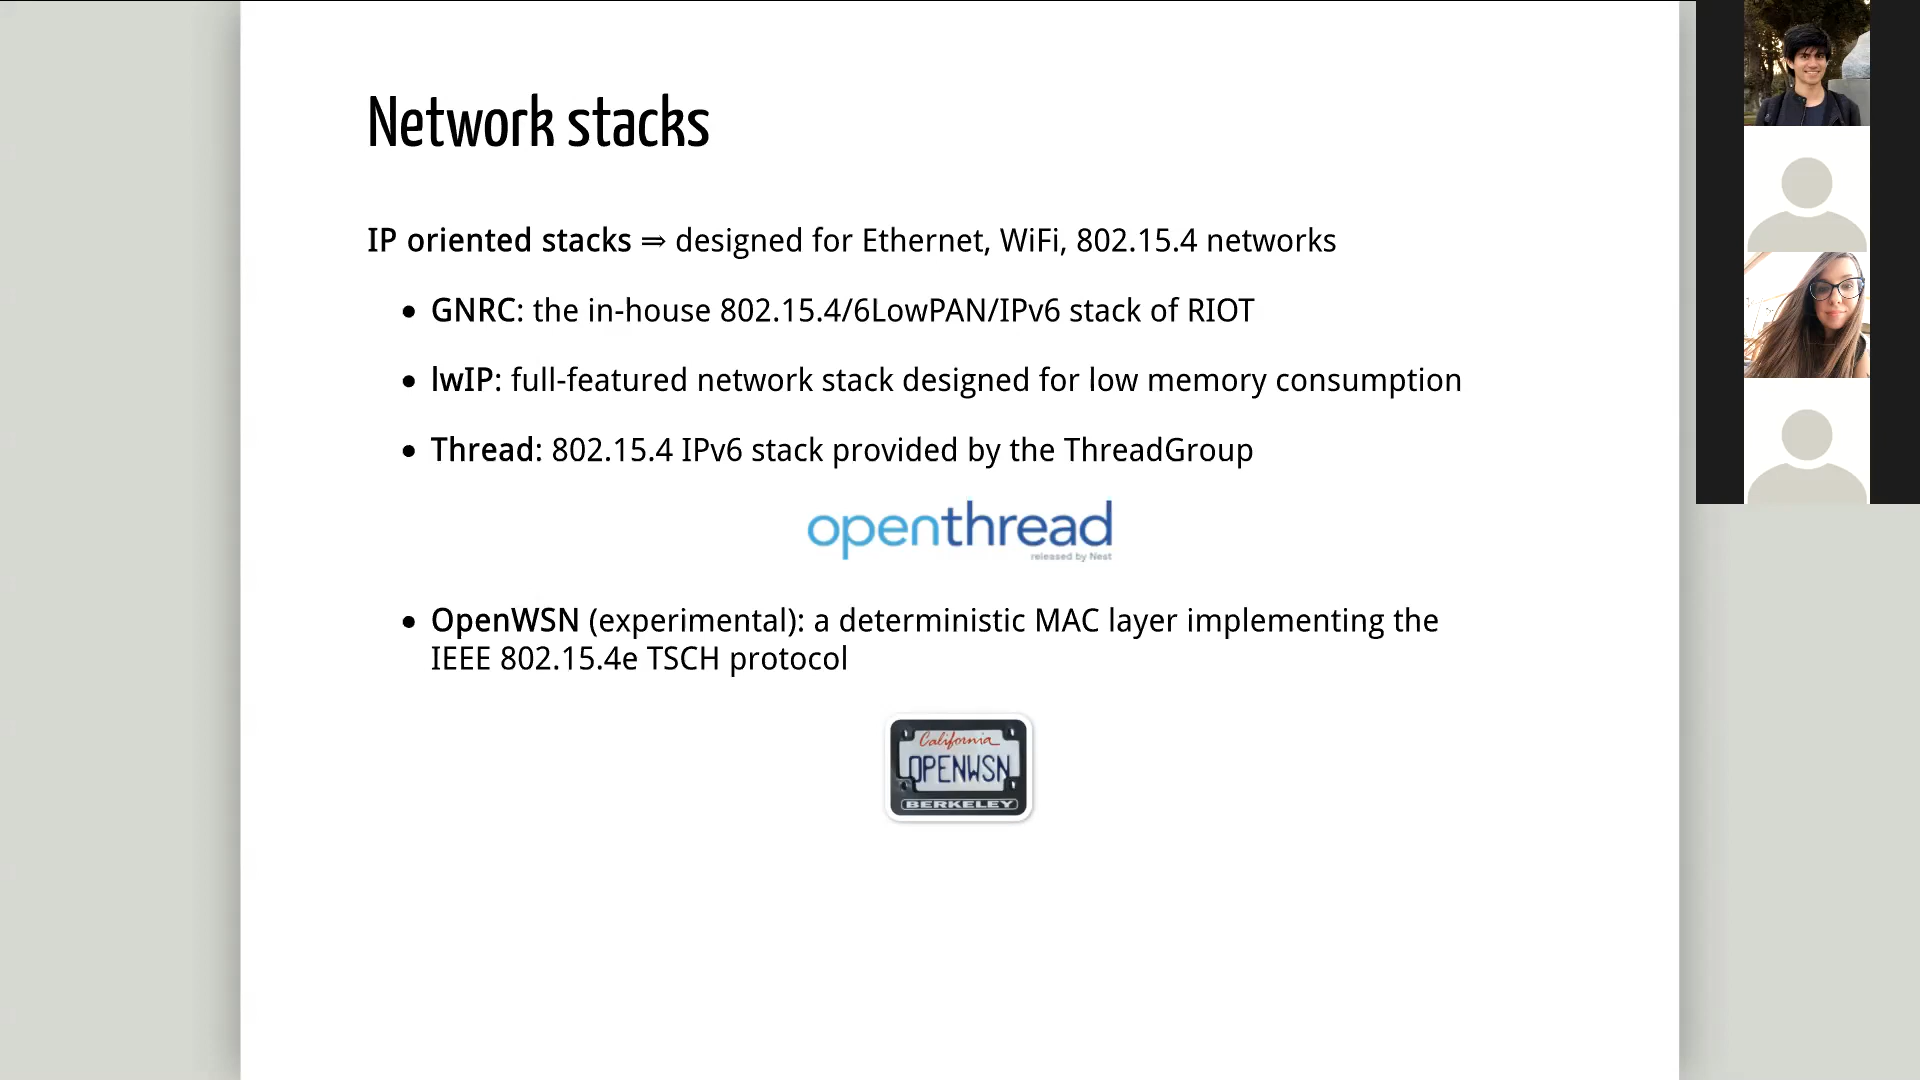 Network stacks
IP oriented stacks ⇒ designed for Ethernet, WiFi, 802.15.4 networks
• GNRC: the in-house 802.15.4/6LowPAN/IPv6 stack of RIOT
• lwIP: full-featured network stack designed for low memory consumption
• Thread: 802.15.4 IPv6 stack provided by the ThreadGroup
openthread
released by Nest
• OpenWSN (experimental): a deterministic MAC layer implementing the
IEEE 802.15.4e TSCH protocol
California
OPENWSN
BERKELEY